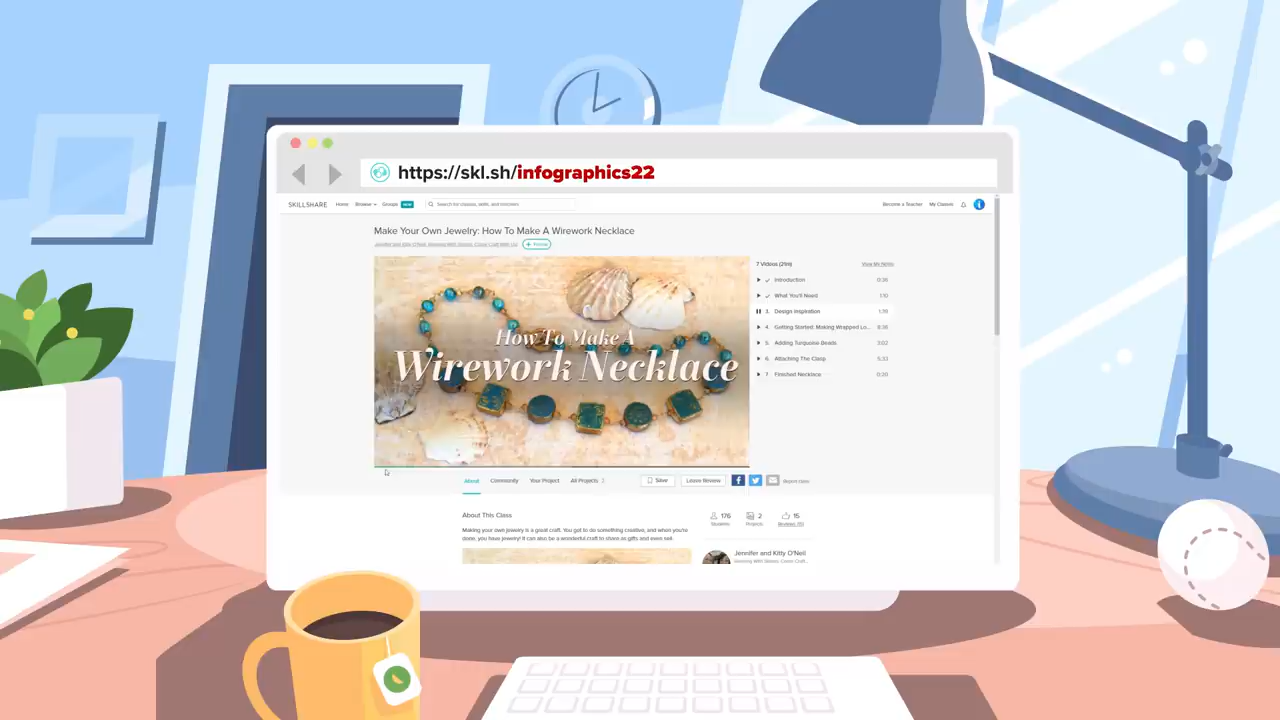 https://skl.sh/infographics22
SKILLSHARE Home Browse Groups NEW Search for classes, skills, and instructors Become a Teacher My Classes
Make Your Own Jewelry: How To Make A Wirework Necklace
+ Follow
7 Videos (21m) View My Notes
Introduction 0:36
What You'll Need 1:10
3. Design Inspiration 1:19
4. Getting Started: Making Wrapped Lo... 8:38
5. Adding Turquoise Beads 3:02
6. Attaching The Clasp 5:33
7. Finished Necklace 0:20
How To Make A
Wirework Necklace
About Community Your Project All Projects 2 Save Leave Review Report class
About This Class
Making your own jewelry is a great craft. You get to do something creative, and when you're
done, you have jewelry! It can also be a wonderful craft to share as gifts and even sell.
176 2 15
Students Projects Reviews
Jennifer and Kitty O'Neil